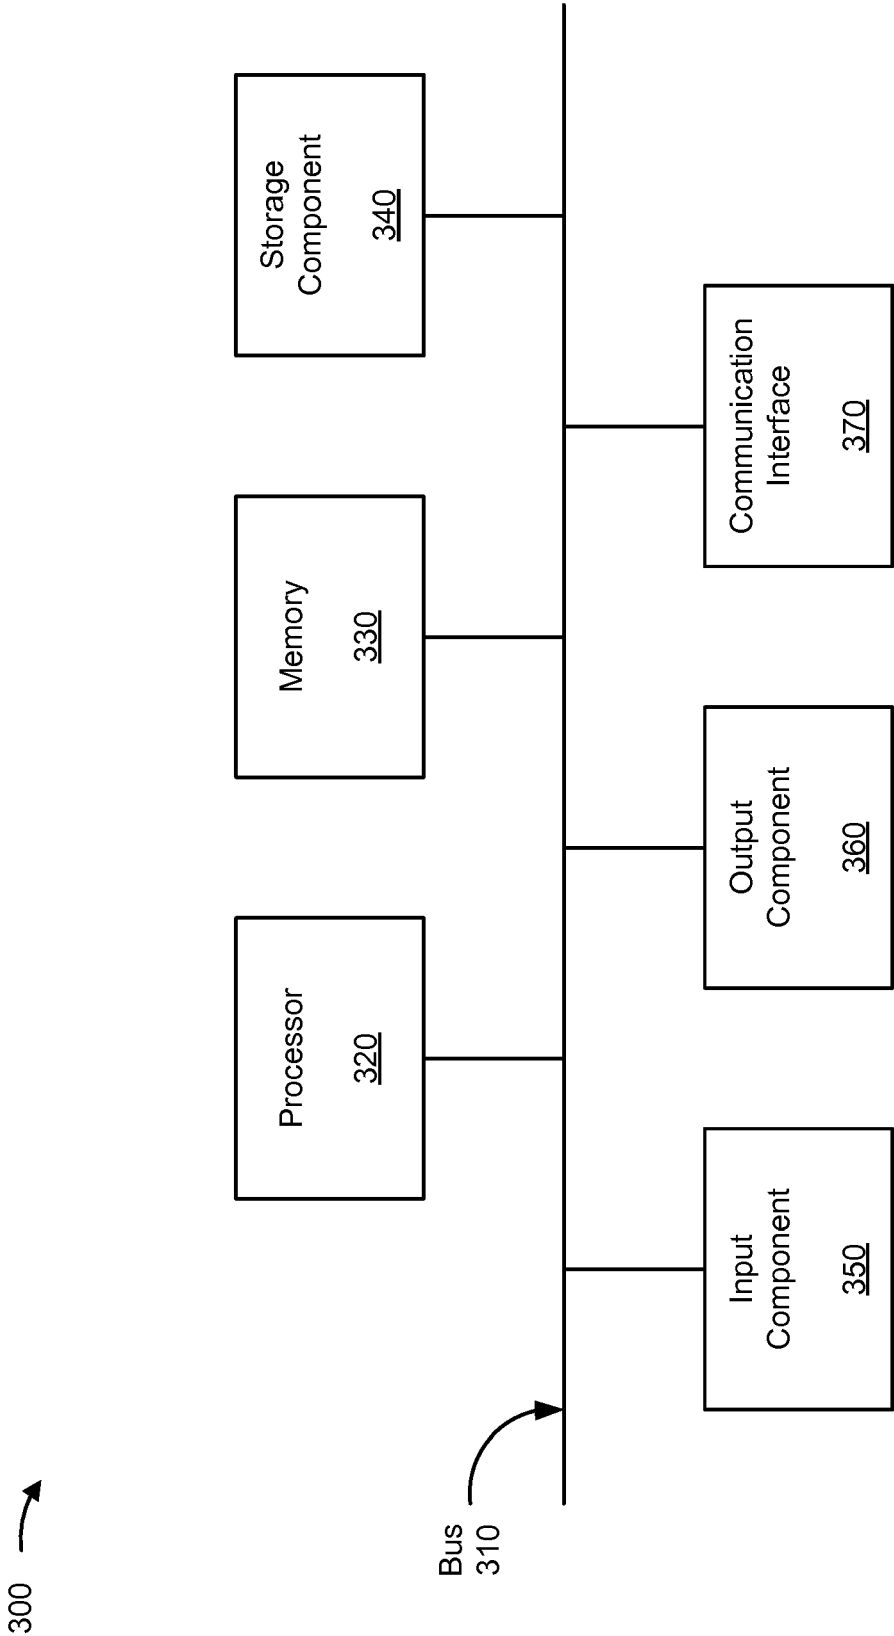 300
Processor
320
Memory
330
Storage
Component
340
Bus
310
Input
Component
350
Output
Component
360
Communication
Interface
370